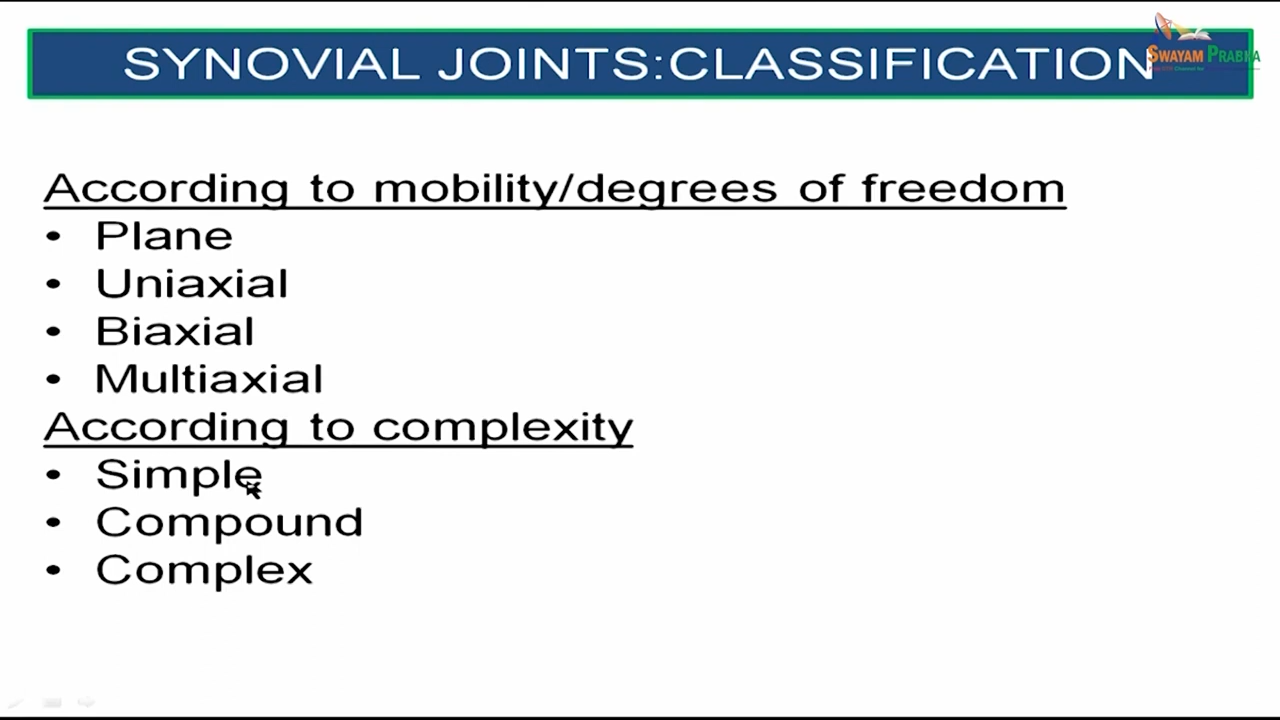 SYNOVIAL JOINTS:CLASSIFICATION
SWAYAM PRABHA
According to mobility/degrees of freedom
• Plane
• Uniaxial
• Biaxial
• Multiaxial
According to complexity
• Simple
• Compound
• Complex